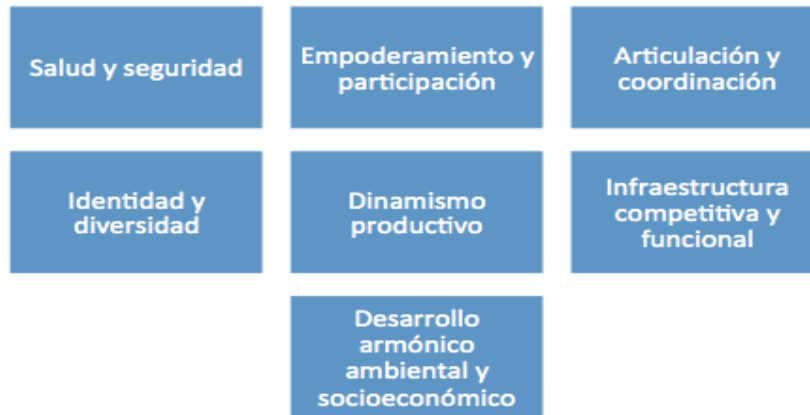 Salud y seguridad
Empoderamiento y
participación
Articulación y
coordinación
Identidad y
diversidad
Dinamismo
productivo
Infraestructura
competitiva y
funcional
Desarrollo
armónico
ambiental y
socioeconómico